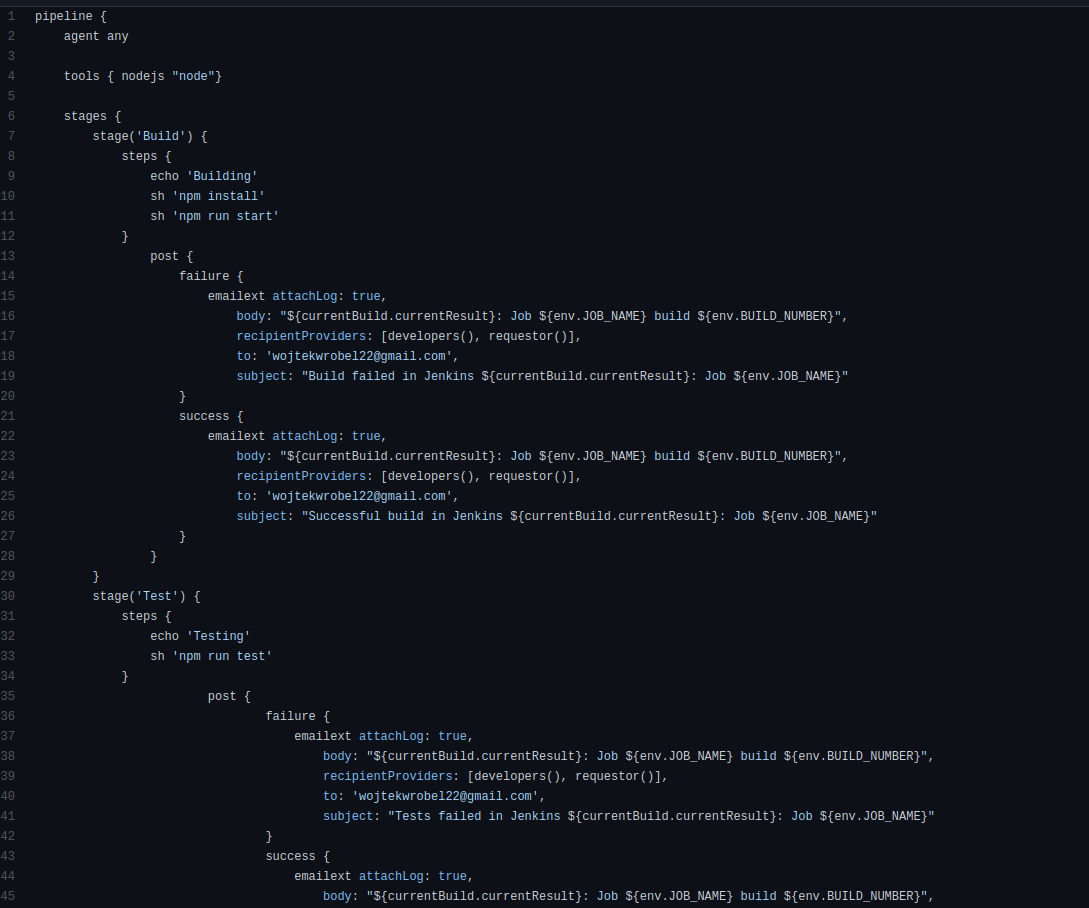 1 pipeline {
2     agent any
3
4     tools { nodejs "node"}
5
6     stages {
7         stage('Build') {
8             steps {
9                 echo 'Building'
10                 sh 'npm install'
11                 sh 'npm run start'
12             }
13                 post {
14                     failure {
15                         emailext attachLog: true,
16                             body: "${currentBuild.currentResult}: Job ${env.JOB_NAME} build ${env.BUILD_NUMBER}",
17                             recipientProviders: [developers(), requestor()],
18                             to: 'wojtekwrobel22@gmail.com',
19                             subject: "Build failed in Jenkins ${currentBuild.currentResult}: Job ${env.JOB_NAME}"
20                     }
21                     success {
22                         emailext attachLog: true,
23                             body: "${currentBuild.currentResult}: Job ${env.JOB_NAME} build ${env.BUILD_NUMBER}",
24                             recipientProviders: [developers(), requestor()],
25                             to: 'wojtekwrobel22@gmail.com',
26                             subject: "Successful build in Jenkins ${currentBuild.currentResult}: Job ${env.JOB_NAME}"
27                     }
28                 }
29         }
30         stage('Test') {
31             steps {
32                 echo 'Testing'
33                 sh 'npm run test'
34             }
35                         post {
36                                 failure {
37                                     emailext attachLog: true,
38                                         body: "${currentBuild.currentResult}: Job ${env.JOB_NAME} build ${env.BUILD_NUMBER}",
39                                         recipientProviders: [developers(), requestor()],
40                                         to: 'wojtekwrobel22@gmail.com',
41                                         subject: "Tests failed in Jenkins ${currentBuild.currentResult}: Job ${env.JOB_NAME}"
42                                 }
43                                 success {
44                                     emailext attachLog: true,
45                                         body: "${currentBuild.currentResult}: Job ${env.JOB_NAME} build ${env.BUILD_NUMBER}",